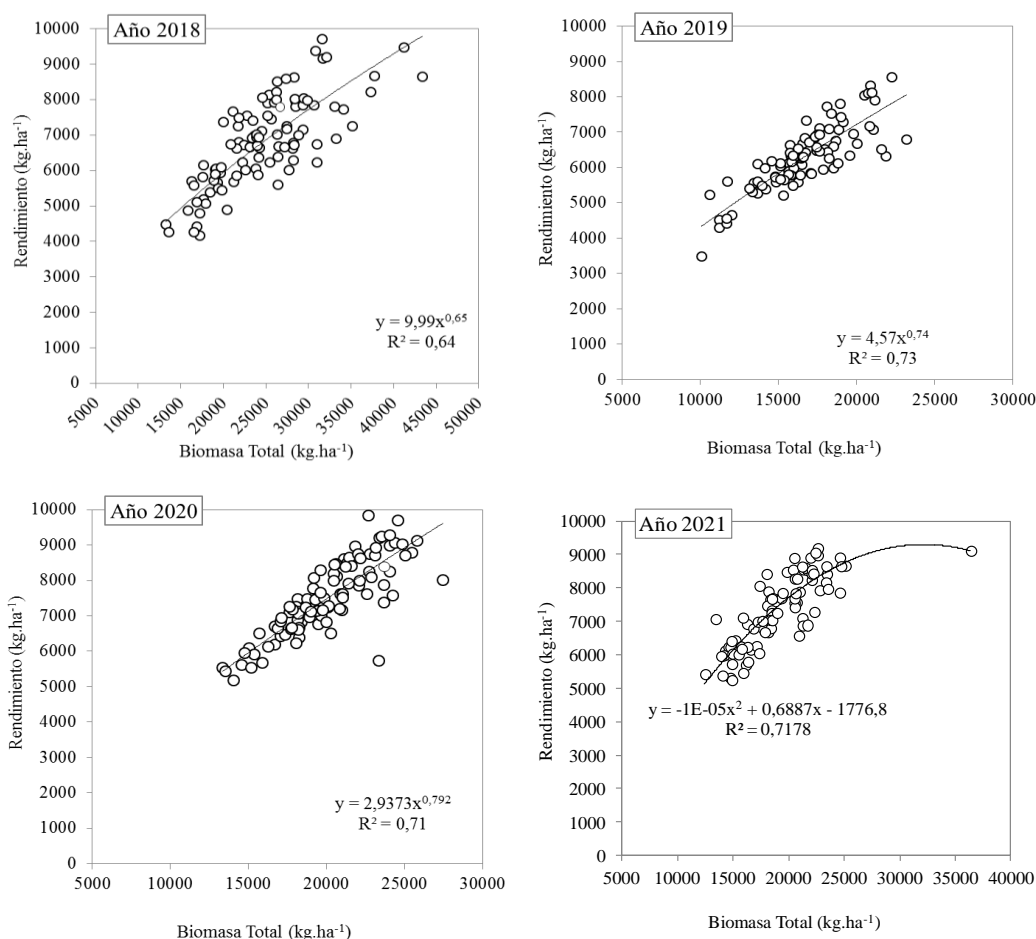 Año 2018
Rendimiento (kg.ha⁻¹)
10000
9000
8000
7000
6000
5000
4000
3000
2000
1000
0
y = 9,99x^0,65
R² = 0,64
5000
10000
15000
20000
25000
30000
35000
40000
45000
50000
Biomasa Total (kg.ha⁻¹)
Año 2019
Rendimiento (kg.ha⁻¹)
10000
9000
8000
7000
6000
5000
4000
3000
2000
1000
0
y = 4,57x^0,74
R² = 0,73
5000 10000 15000 20000 25000 30000
Biomasa Total (kg.ha⁻¹)
Año 2020
Rendimiento (kg.ha⁻¹)
10000
9000
8000
7000
6000
5000
4000
3000
2000
1000
0
y = 2,9373x^0,792
R² = 0,71
5000 10000 15000 20000 25000 30000
Biomasa Total (kg.ha⁻¹)
Año 2021
Rendimiento (kg.ha⁻¹)
10000
9000
8000
7000
6000
5000
4000
3000
2000
1000
0
y = -1E-05x² + 0,6887x - 1776,8
R² = 0,7178
5000 10000 15000 20000 25000 30000 35000 40000
Biomasa Total (kg.ha⁻¹)